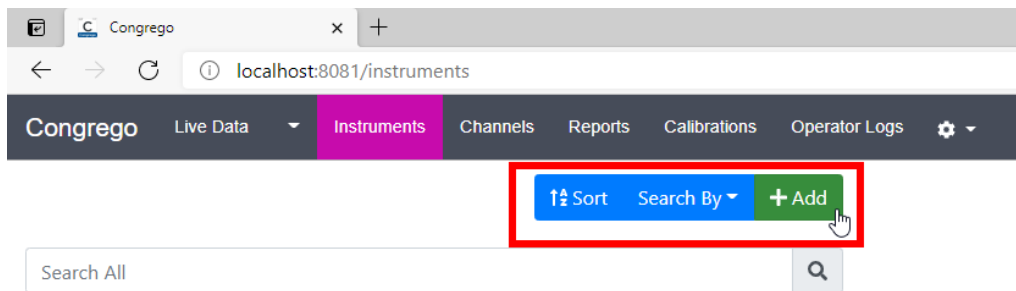 C Congrego
localhost:8081/instruments
Congrego Live Data Instruments Channels Reports Calibrations Operator Logs
Sort Search By + Add
Search All